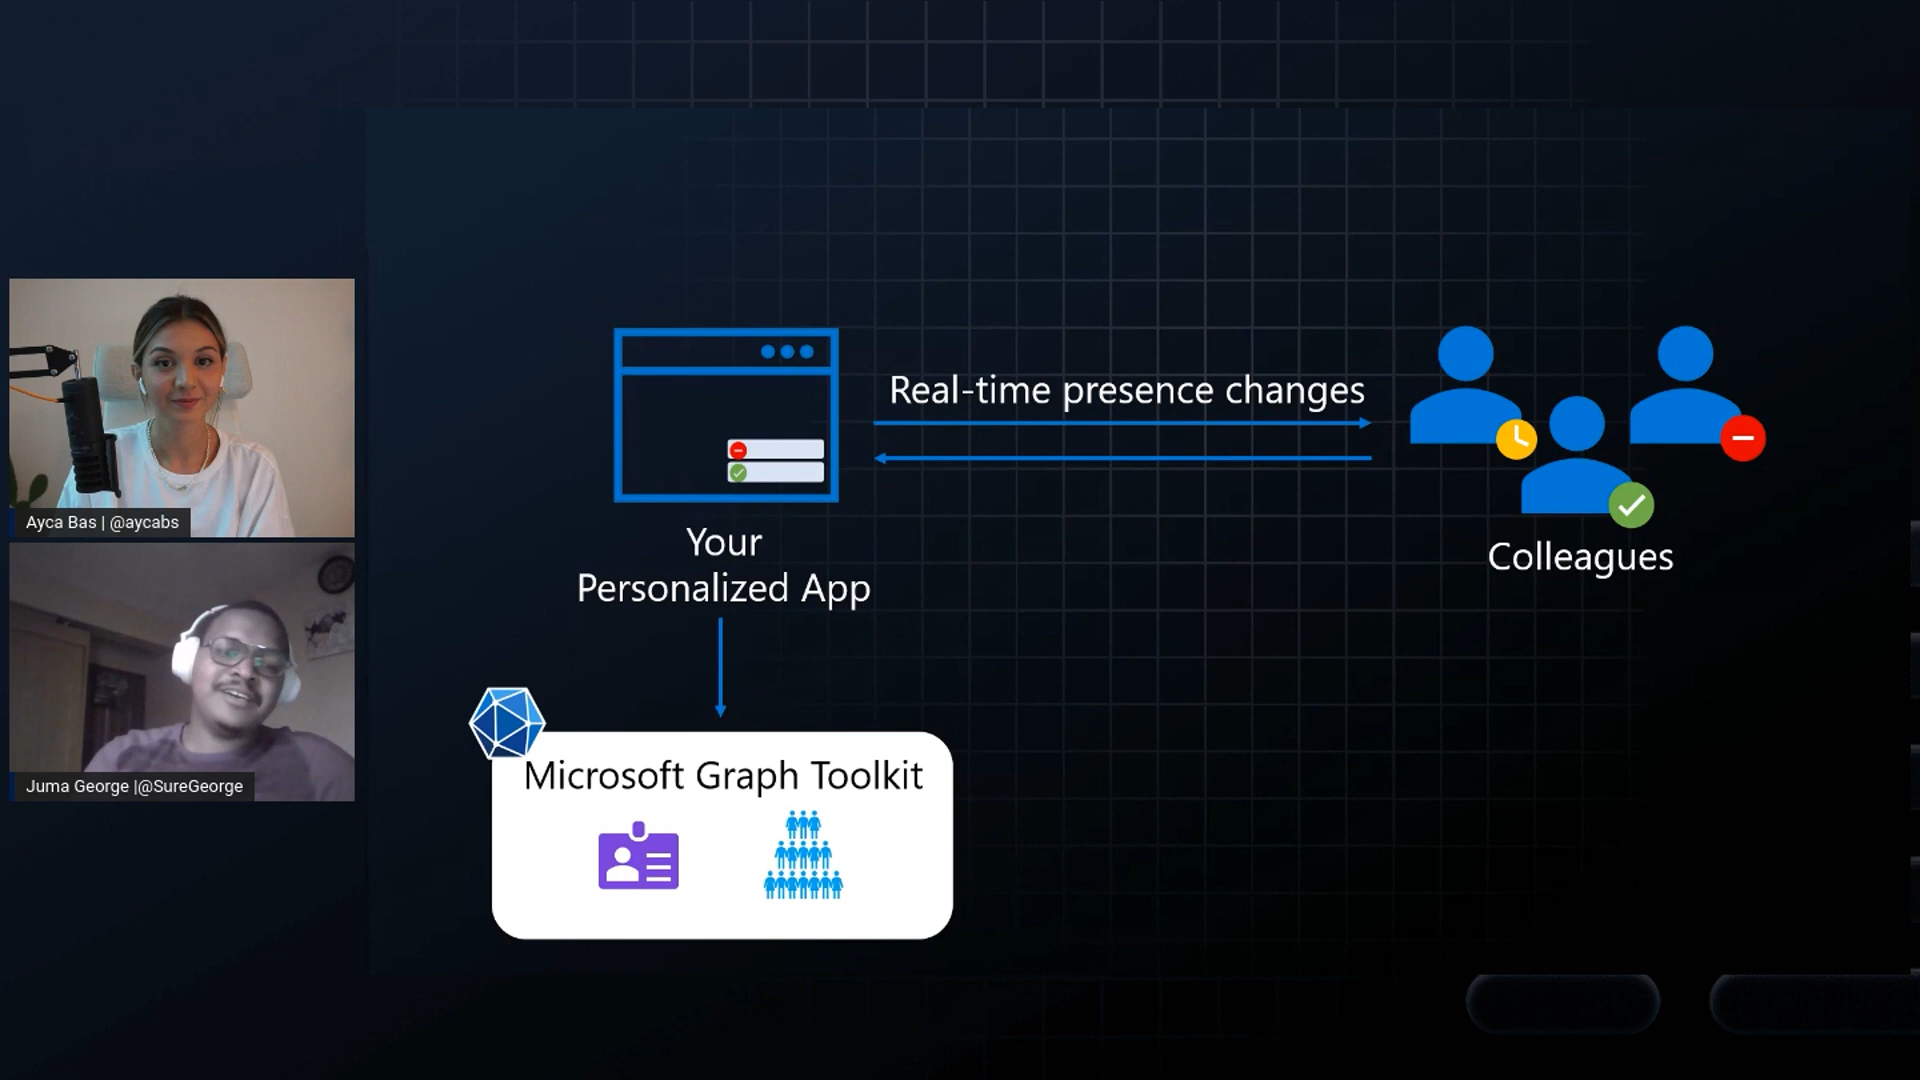 Real-time presence changes
Your
Personalized App
Colleagues
Ayca Bas | @aycabs
Microsoft Graph Toolkit
Juma George |@SureGeorge